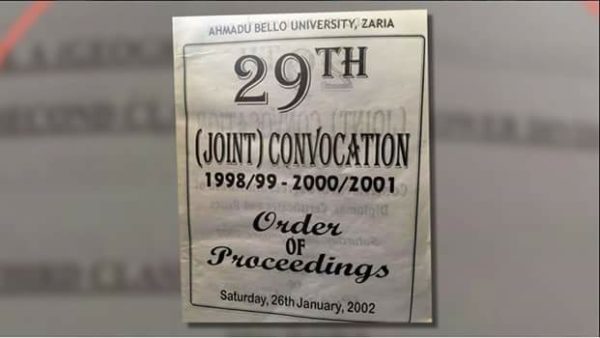 AHMADU BELLO UNIVERSITY, ZARIA
29TH
(JOINT) CONVOCATION
1998/99 - 2000/2001
Order
OF
Proceedings
Saturday, 26th January, 2002